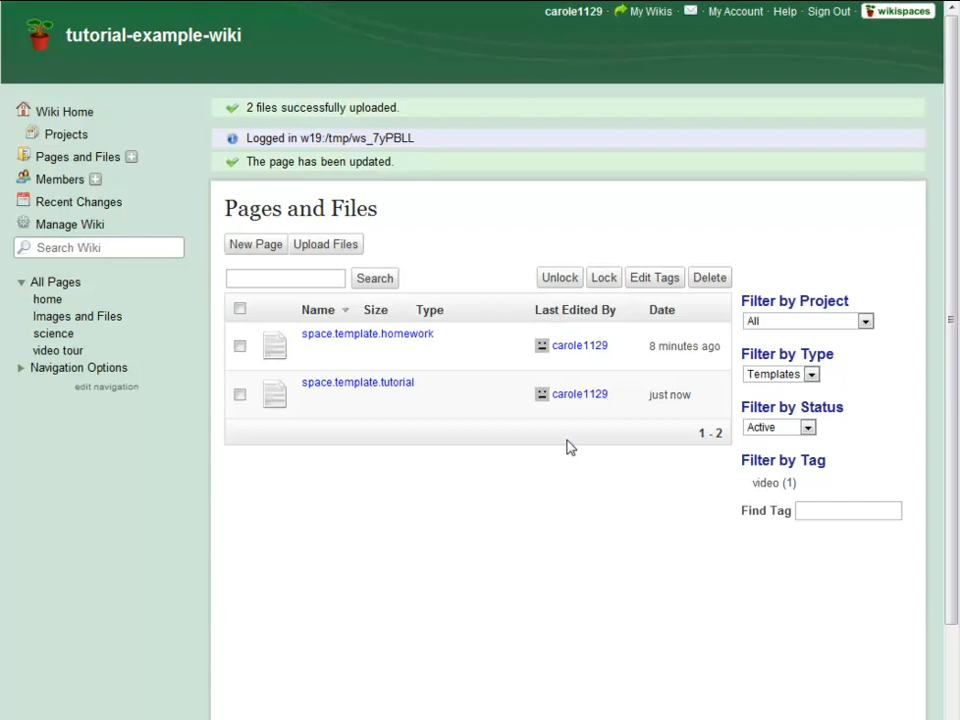 carole1129 · My Wikis · My Account · Help · Sign Out · wikispaces
tutorial-example-wiki
Wiki Home
Projects
Pages and Files
Members
Recent Changes
Manage Wiki
Search Wiki
All Pages
home
Images and Files
science
video tour
Navigation Options
edit navigation
2 files successfully uploaded.
Logged in w19:/tmp/ws_7yPBLL
The page has been updated.
Pages and Files
New Page Upload Files
Search Unlock Lock Edit Tags Delete
Name Size Type Last Edited By Date
space.template.homework carole1129 8 minutes ago
space.template.tutorial carole1129 just now
1 - 2
Filter by Project
All
Filter by Type
Templates
Filter by Status
Active
Filter by Tag
video (1)
Find Tag